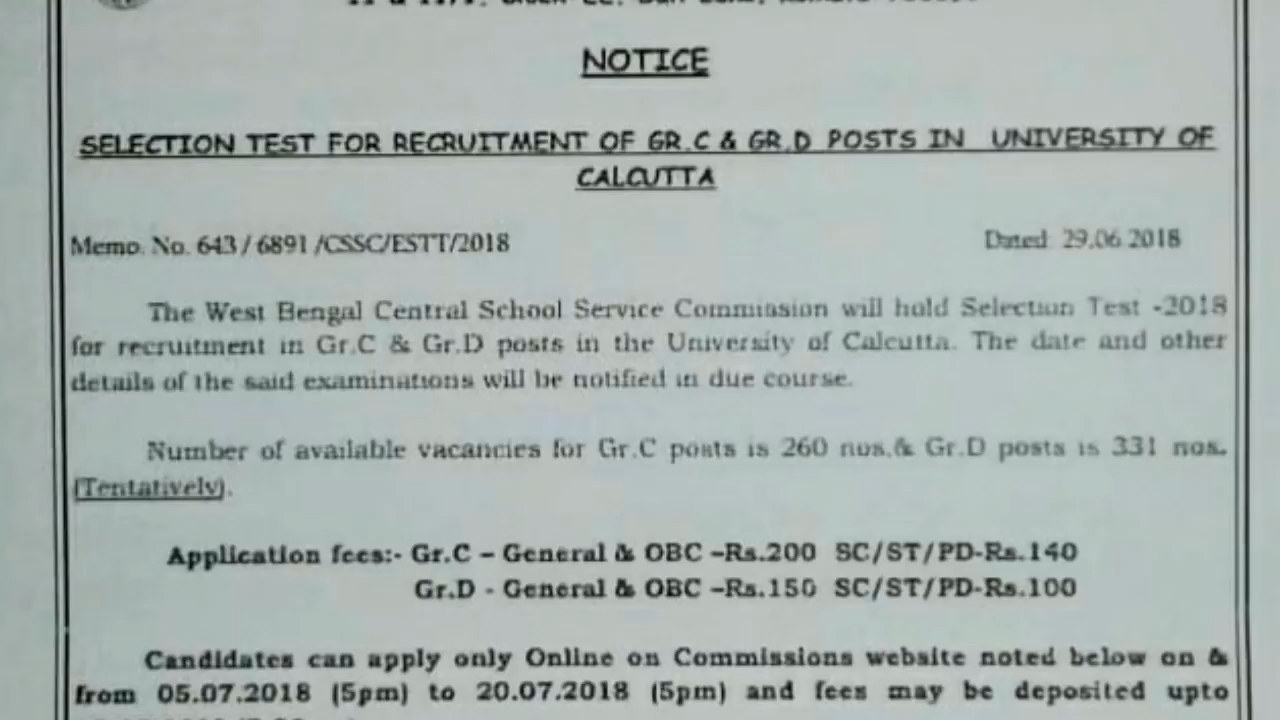 NOTICE
SELECTION TEST FOR RECRUITMENT OF GR.C & GR.D POSTS IN UNIVERSITY OF
CALCUTTA
Memo. No. 643 / 6891 /CSSC/ESTT/2018 Dated: 29.06.2018
The West Bengal Central School Service Commission will hold Selection Test -2018
for recruitment in Gr.C & Gr.D posts in the University of Calcutta. The date and other
details of the said examinations will be notified in due course.
Number of available vacancies for Gr.C posts is 260 nos.& Gr.D posts is 331 nos.
(Tentatively).
Application fees:- Gr.C – General & OBC –Rs.200 SC/ST/PD-Rs.140
Gr.D - General & OBC –Rs.150 SC/ST/PD-Rs.100
Candidates can apply only Online on Commissions website noted below on &
from 05.07.2018 (5pm) to 20.07.2018 (5pm) and fees may be deposited upto